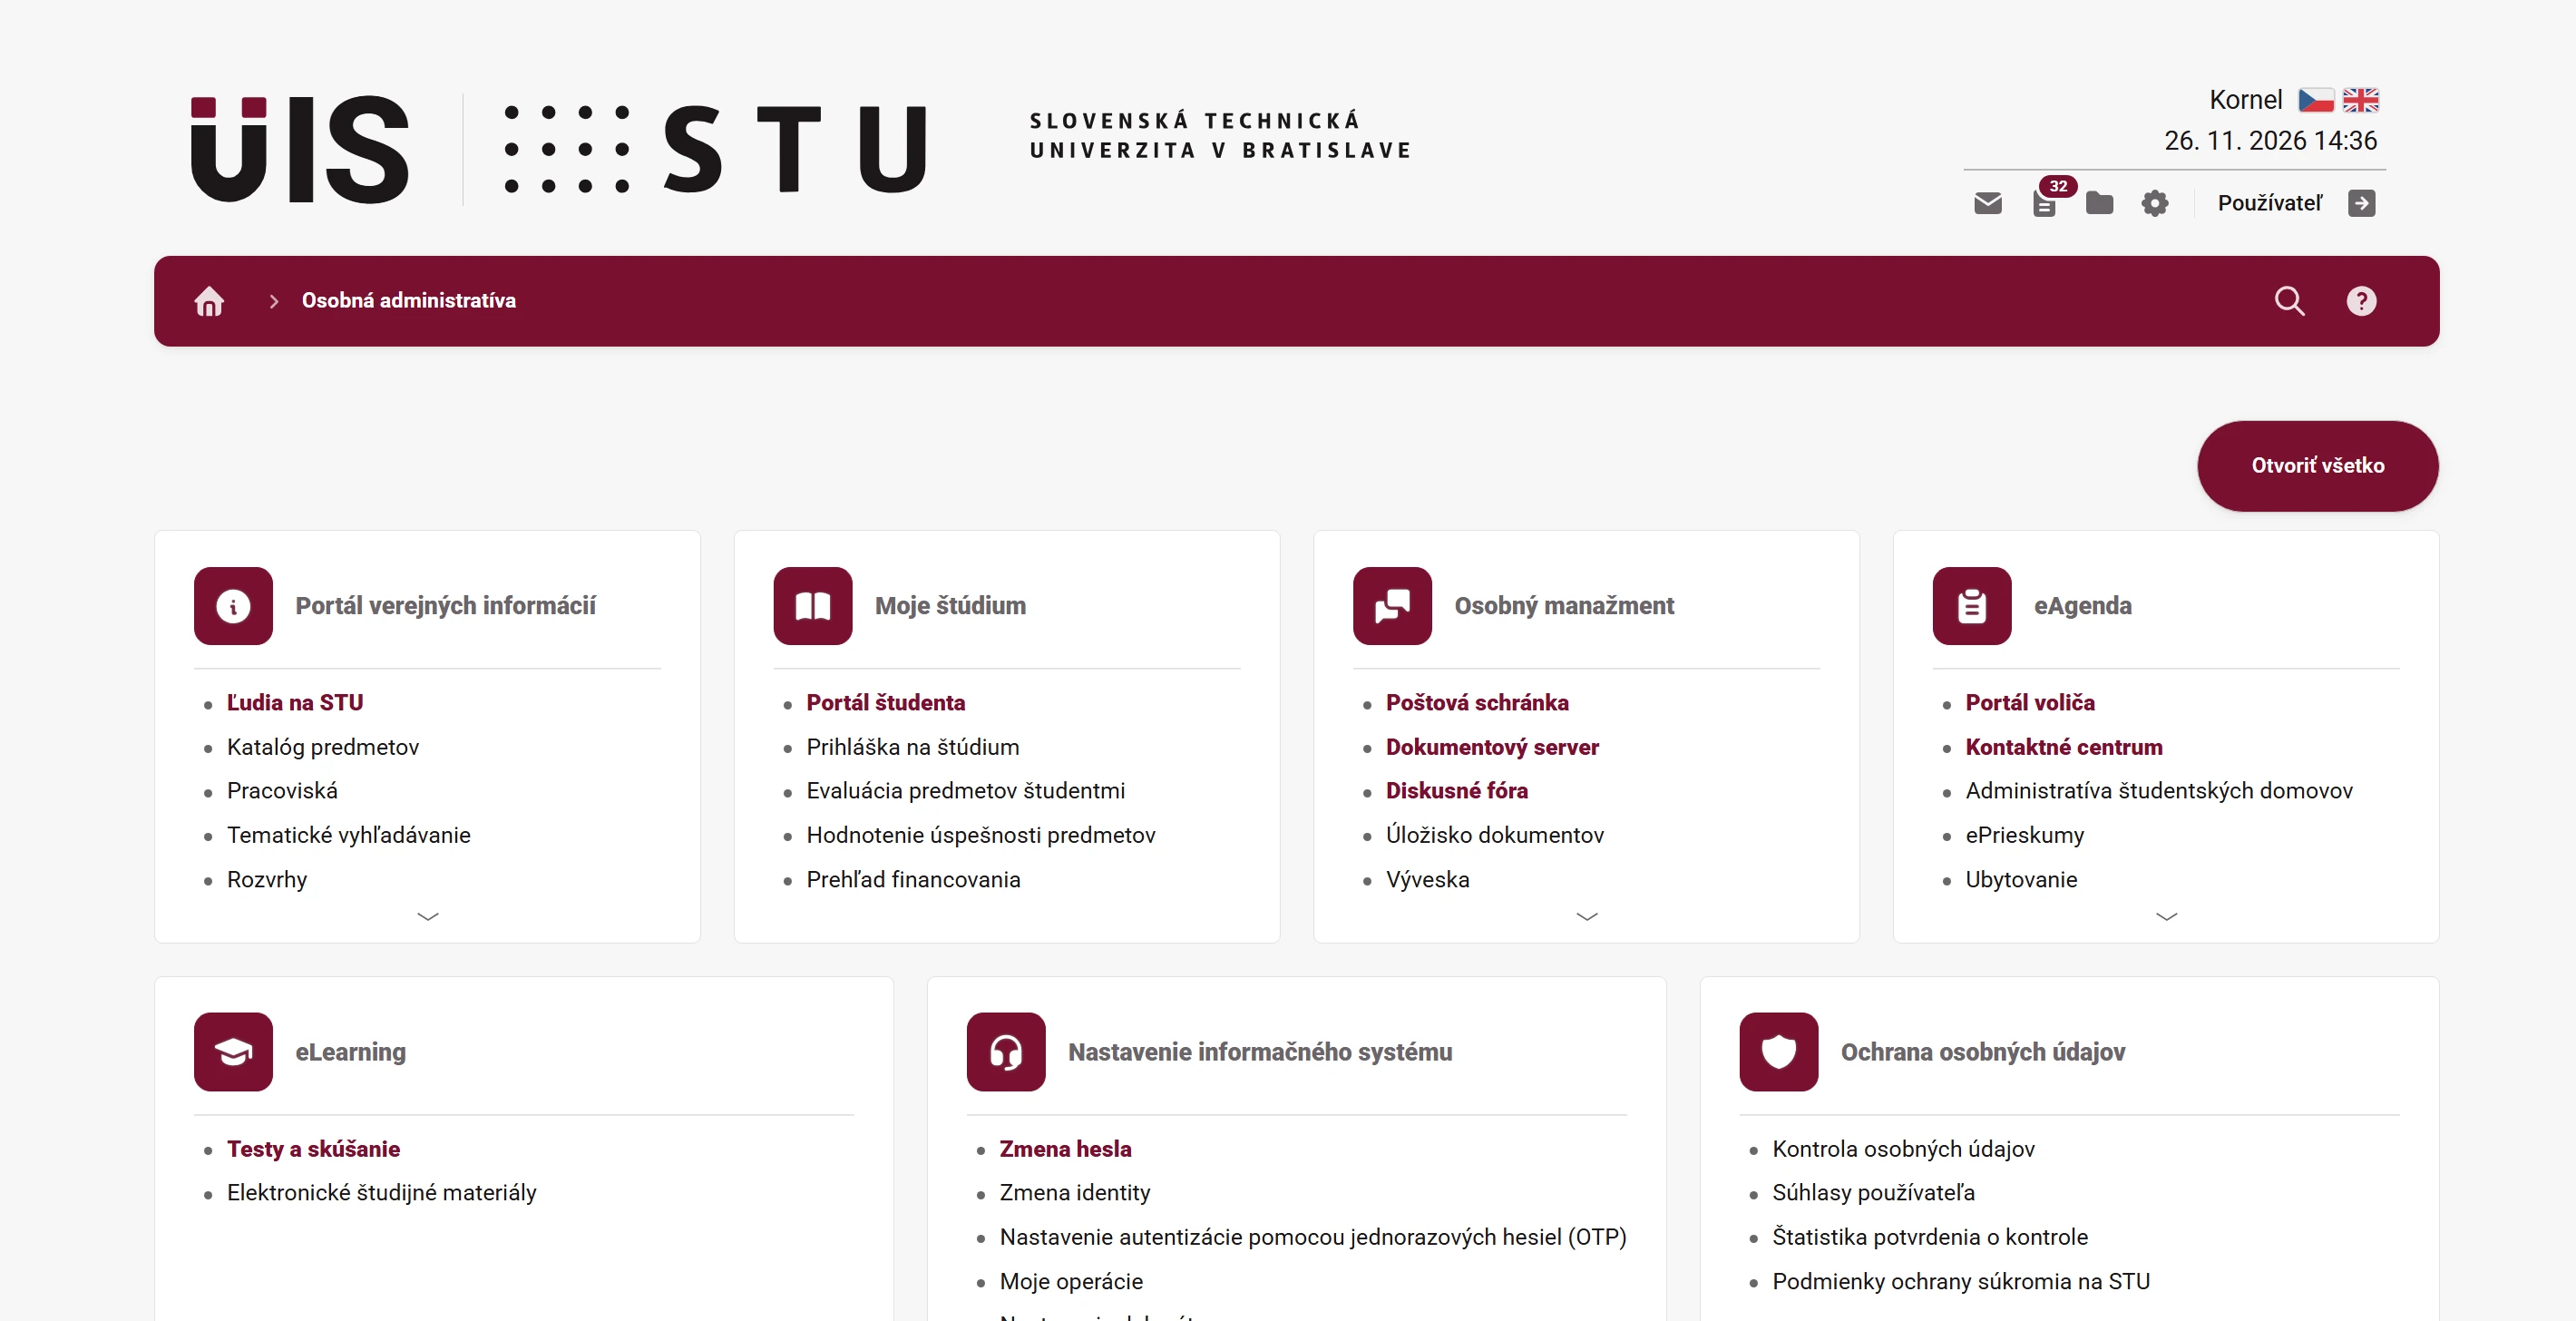 ÜIS
STU
SLOVENSKÁ TECHNICKÁ
UNIVERZITA V BRATISLAVE
Kornel
26. 11. 2026 14:36
32
Používateľ
Osobná administratíva
?
Otvoriť všetko
Portál verejných informácií
Ľudia na STU
Katalóg predmetov
Pracoviská
Tematické vyhľadávanie
Rozvrhy
Moje štúdium
Portál študenta
Prihláška na štúdium
Evaluácia predmetov študentmi
Hodnotenie úspešnosti predmetov
Prehľad financovania
Osobný manažment
Poštová schránka
Dokumentový server
Diskusné fóra
Úložisko dokumentov
Výveska
eAgenda
Portál voliča
Kontaktné centrum
Administratíva študentských domovov
ePrieskumy
Ubytovanie
eLearning
Testy a skúšanie
Elektronické študijné materiály
Nastavenie informačného systému
Zmena hesla
Zmena identity
Nastavenie autentizácie pomocou jednorazových hesiel (OTP)
Moje operácie
Ochrana osobných údajov
Kontrola osobných údajov
Súhlasy používateľa
Štatistika potvrdenia o kontrole
Podmienky ochrany súkromia na STU